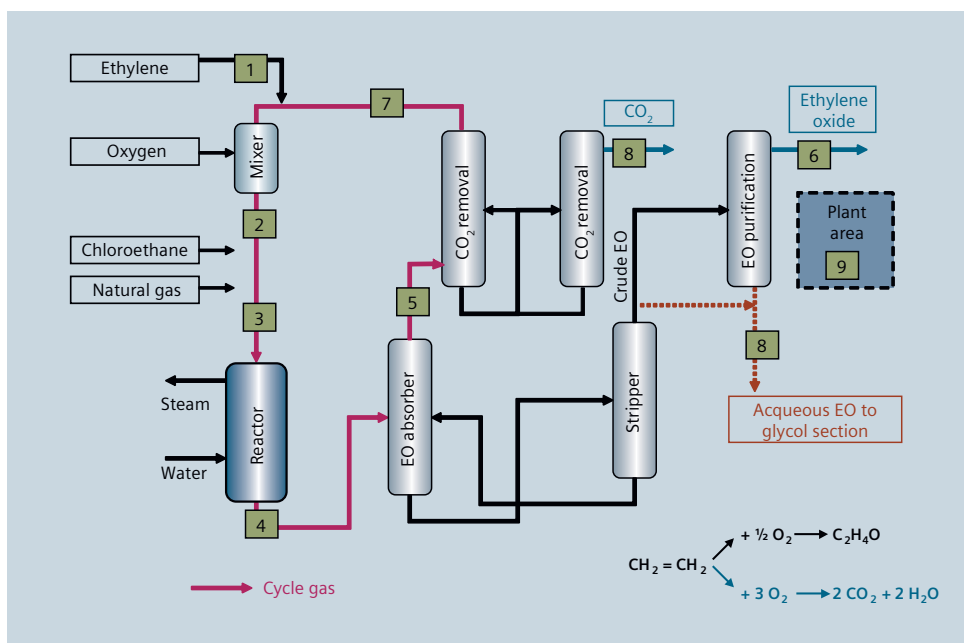 Ethylene
1
7
Oxygen
Mixer
CO₂ removal
CO₂ removal
CO₂
8
Ethylene
oxide
6
EO purification
Plant
area
9
2
Chloroethane
Natural gas
3
5
Crude EO
8
Steam
Reactor
Water
EO absorber
Stripper
Acqueous EO to
glycol section
4
Cycle gas
CH₂ = CH₂
+ ½ O₂ → C₂H₄O
+ 3 O₂ → 2 CO₂ + 2 H₂O